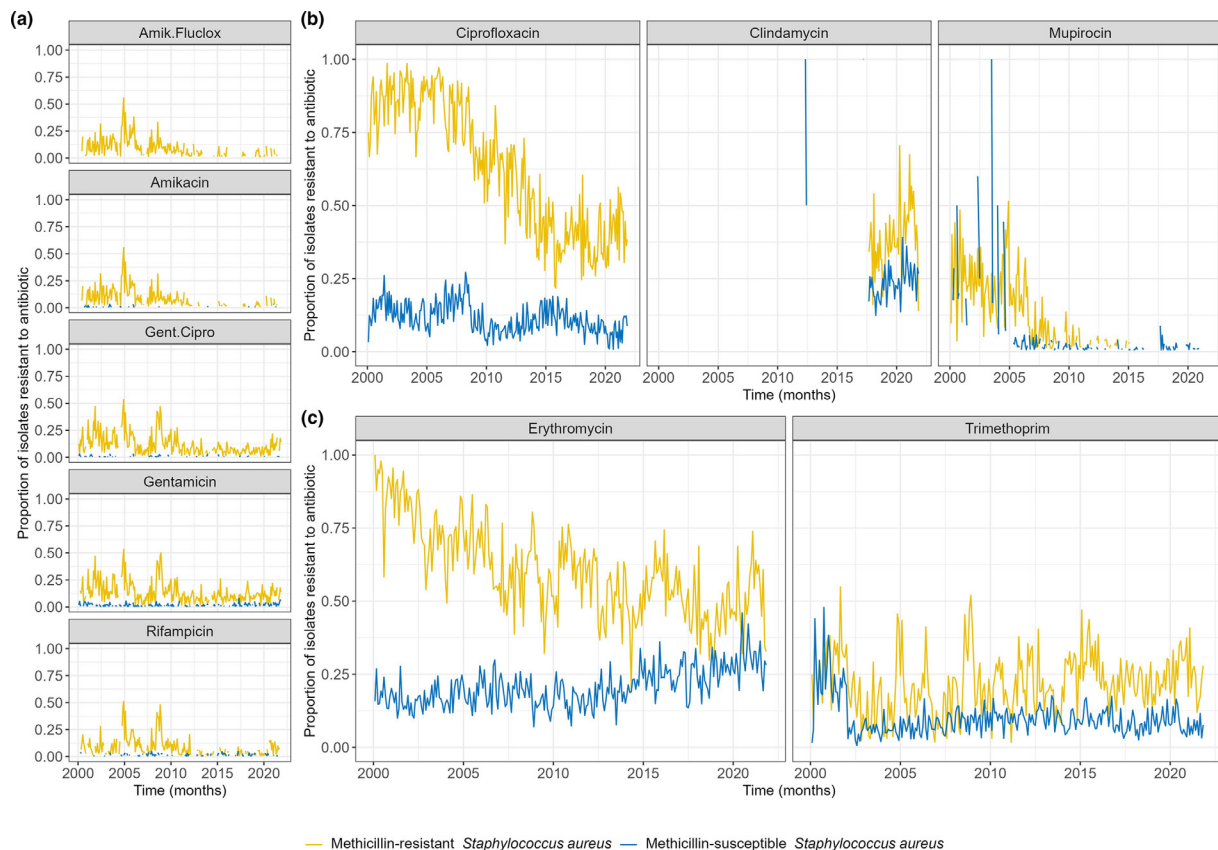 (a)
Amik.Fluclox
1.00
0.75
0.50
0.25
0.00
Amikacin
1.00
0.75
0.50
0.25
0.00
Gent.Cipro
1.00
0.75
0.50
0.25
0.00
Gentamicin
1.00
0.75
0.50
0.25
0.00
Rifampicin
1.00
0.75
0.50
0.25
0.00
2000 2005 2010 2015 2020
Time (months)
Proportion of isolates resistant to antibiotic
(b)
Ciprofloxacin Clindamycin Mupirocin
1.00
0.75
0.50
0.25
0.00
2000 2005 2010 2015 2020 2000 2005 2010 2015 2020 2000 2005 2010 2015 2020
Time (months) Time (months) Time (months)
Proportion of isolates resistant to antibiotic
(c)
Erythromycin Trimethoprim
1.00
0.75
0.50
0.25
0.00
2000 2005 2010 2015 2020 2000 2005 2010 2015 2020
Time (months) Time (months)
Proportion of isolates resistant to antibiotic
Methicillin-resistant Staphylococcus aureus Methicillin-susceptible Staphylococcus aureus